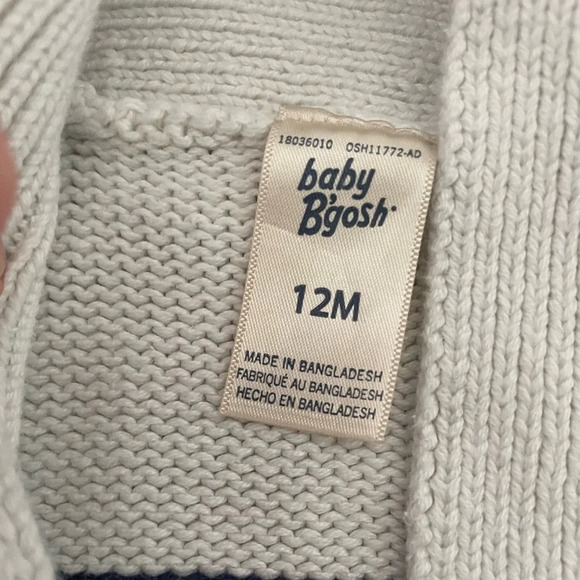 18036010 OSH11772-AD
baby
B'gosh
12M
MADE IN BANGLADESH
FABRIQUÉ AU BANGLADESH
HECHO EN BANGLADESH